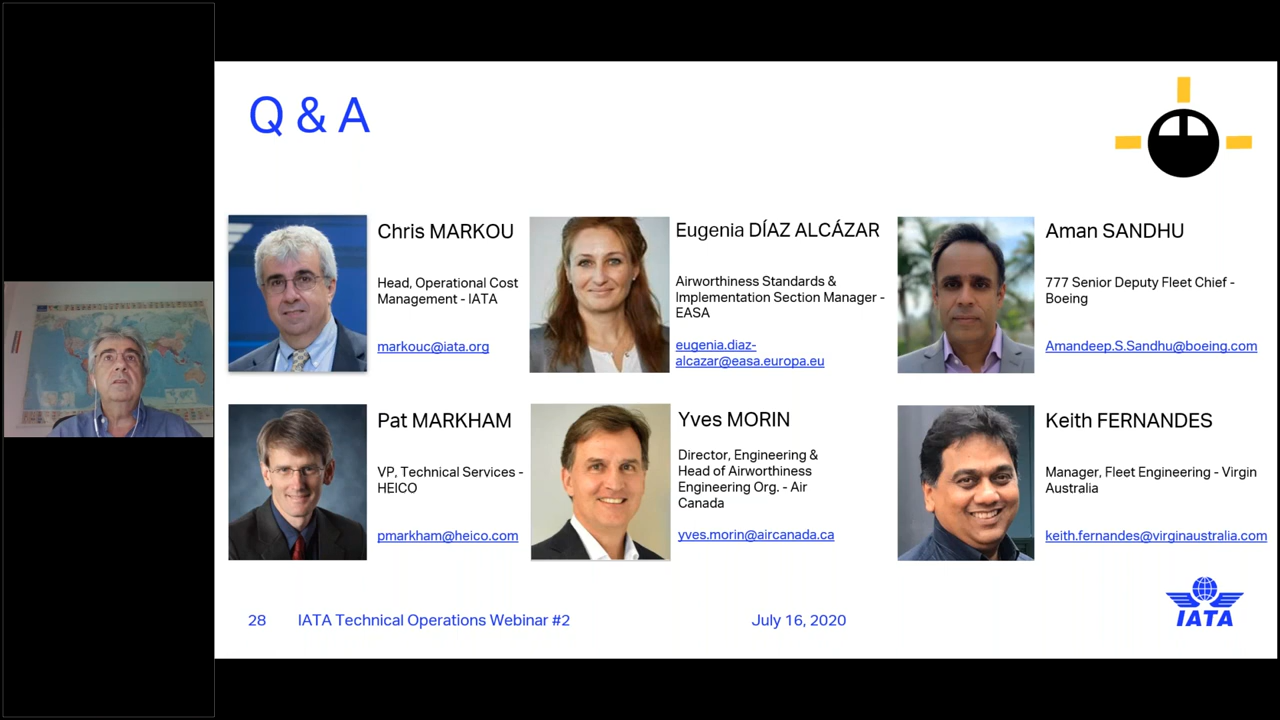 Q & A
Chris MARKOU
Head, Operational Cost
Management - IATA
markouc@iata.org
Eugenia DÍAZ ALCÁZAR
Airworthiness Standards &
Implementation Section Manager -
EASA
eugenia.diaz-
alcazar@easa.europa.eu
Aman SANDHU
777 Senior Deputy Fleet Chief -
Boeing
Amandeep.S.Sandhu@boeing.com
Pat MARKHAM
VP, Technical Services -
HEICO
pmarkham@heico.com
Yves MORIN
Director, Engineering &
Head of Airworthiness
Engineering Org. - Air
Canada
yves.morin@aircanada.ca
Keith FERNANDES
Manager, Fleet Engineering - Virgin
Australia
keith.fernandes@virginaustralia.com
28 IATA Technical Operations Webinar #2 July 16, 2020
IATA